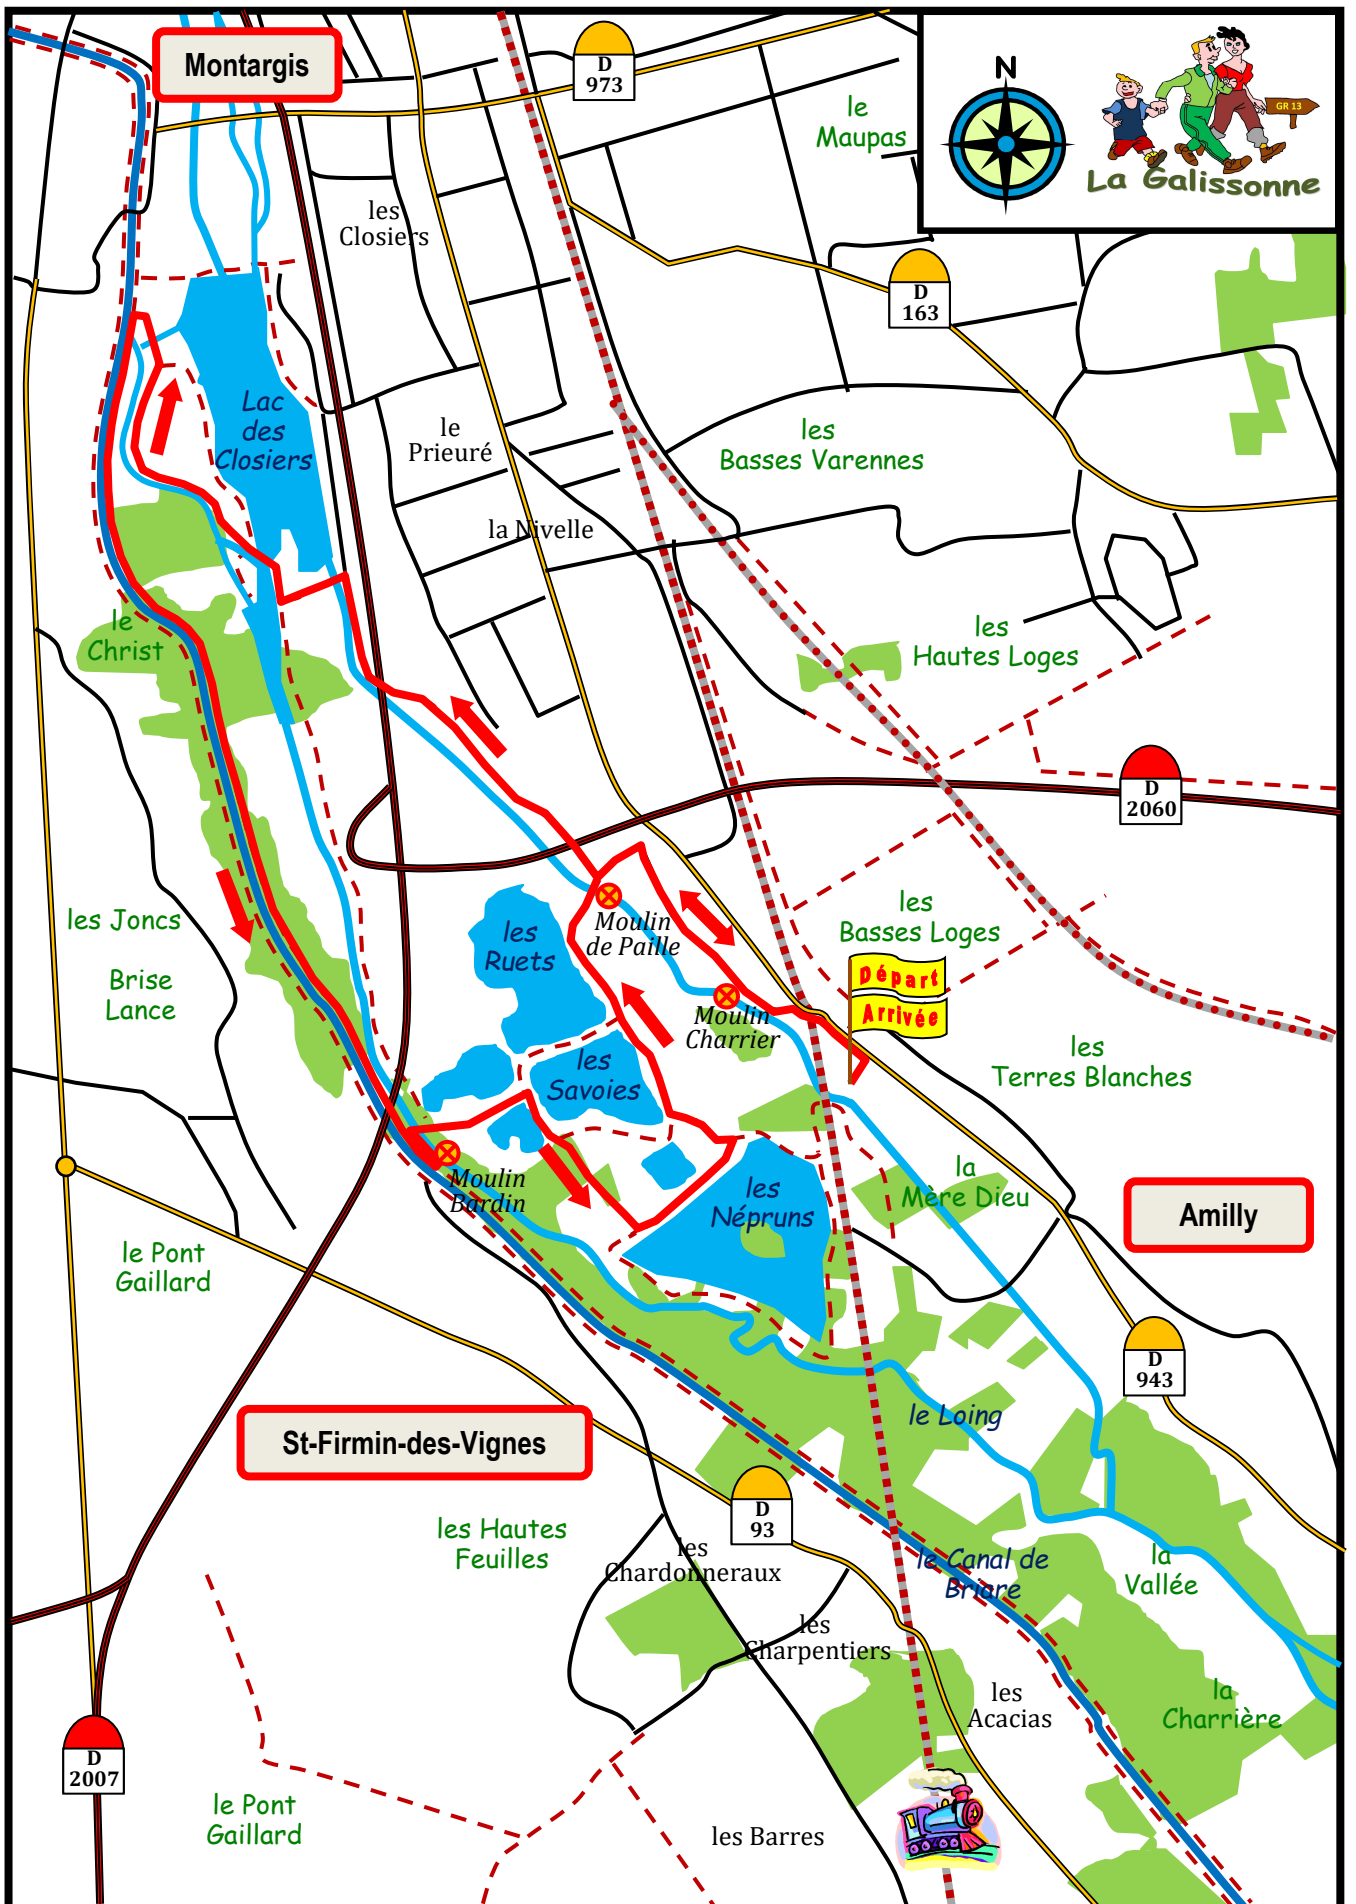 Montargis
D
973
le
Maupas
N
GR 13
La Galissonne
les
Closiers
D
163
Lac
des
Closiers
le
Prieuré
les
Basses Varennes
la Nivelle
le
Christ
les
Hautes Loges
D
2060
les Joncs
Brise
Lance
les
Ruets
Moulin
de Paille
les
Basses Loges
Départ
Arrivée
Moulin
Charrier
les
Savoies
les
Terres Blanches
Moulin
Bardin
les
Népruns
la
Mère Dieu
Amilly
le Pont
Gaillard
D
943
St-Firmin-des-Vignes
le Loing
D
93
les Hautes
Feuilles
les
Chardonneraux
le Canal de
Briare
la
Vallée
les
Charpentiers
les
Acacias
la
Charrière
D
2007
le Pont
Gaillard
les Barres